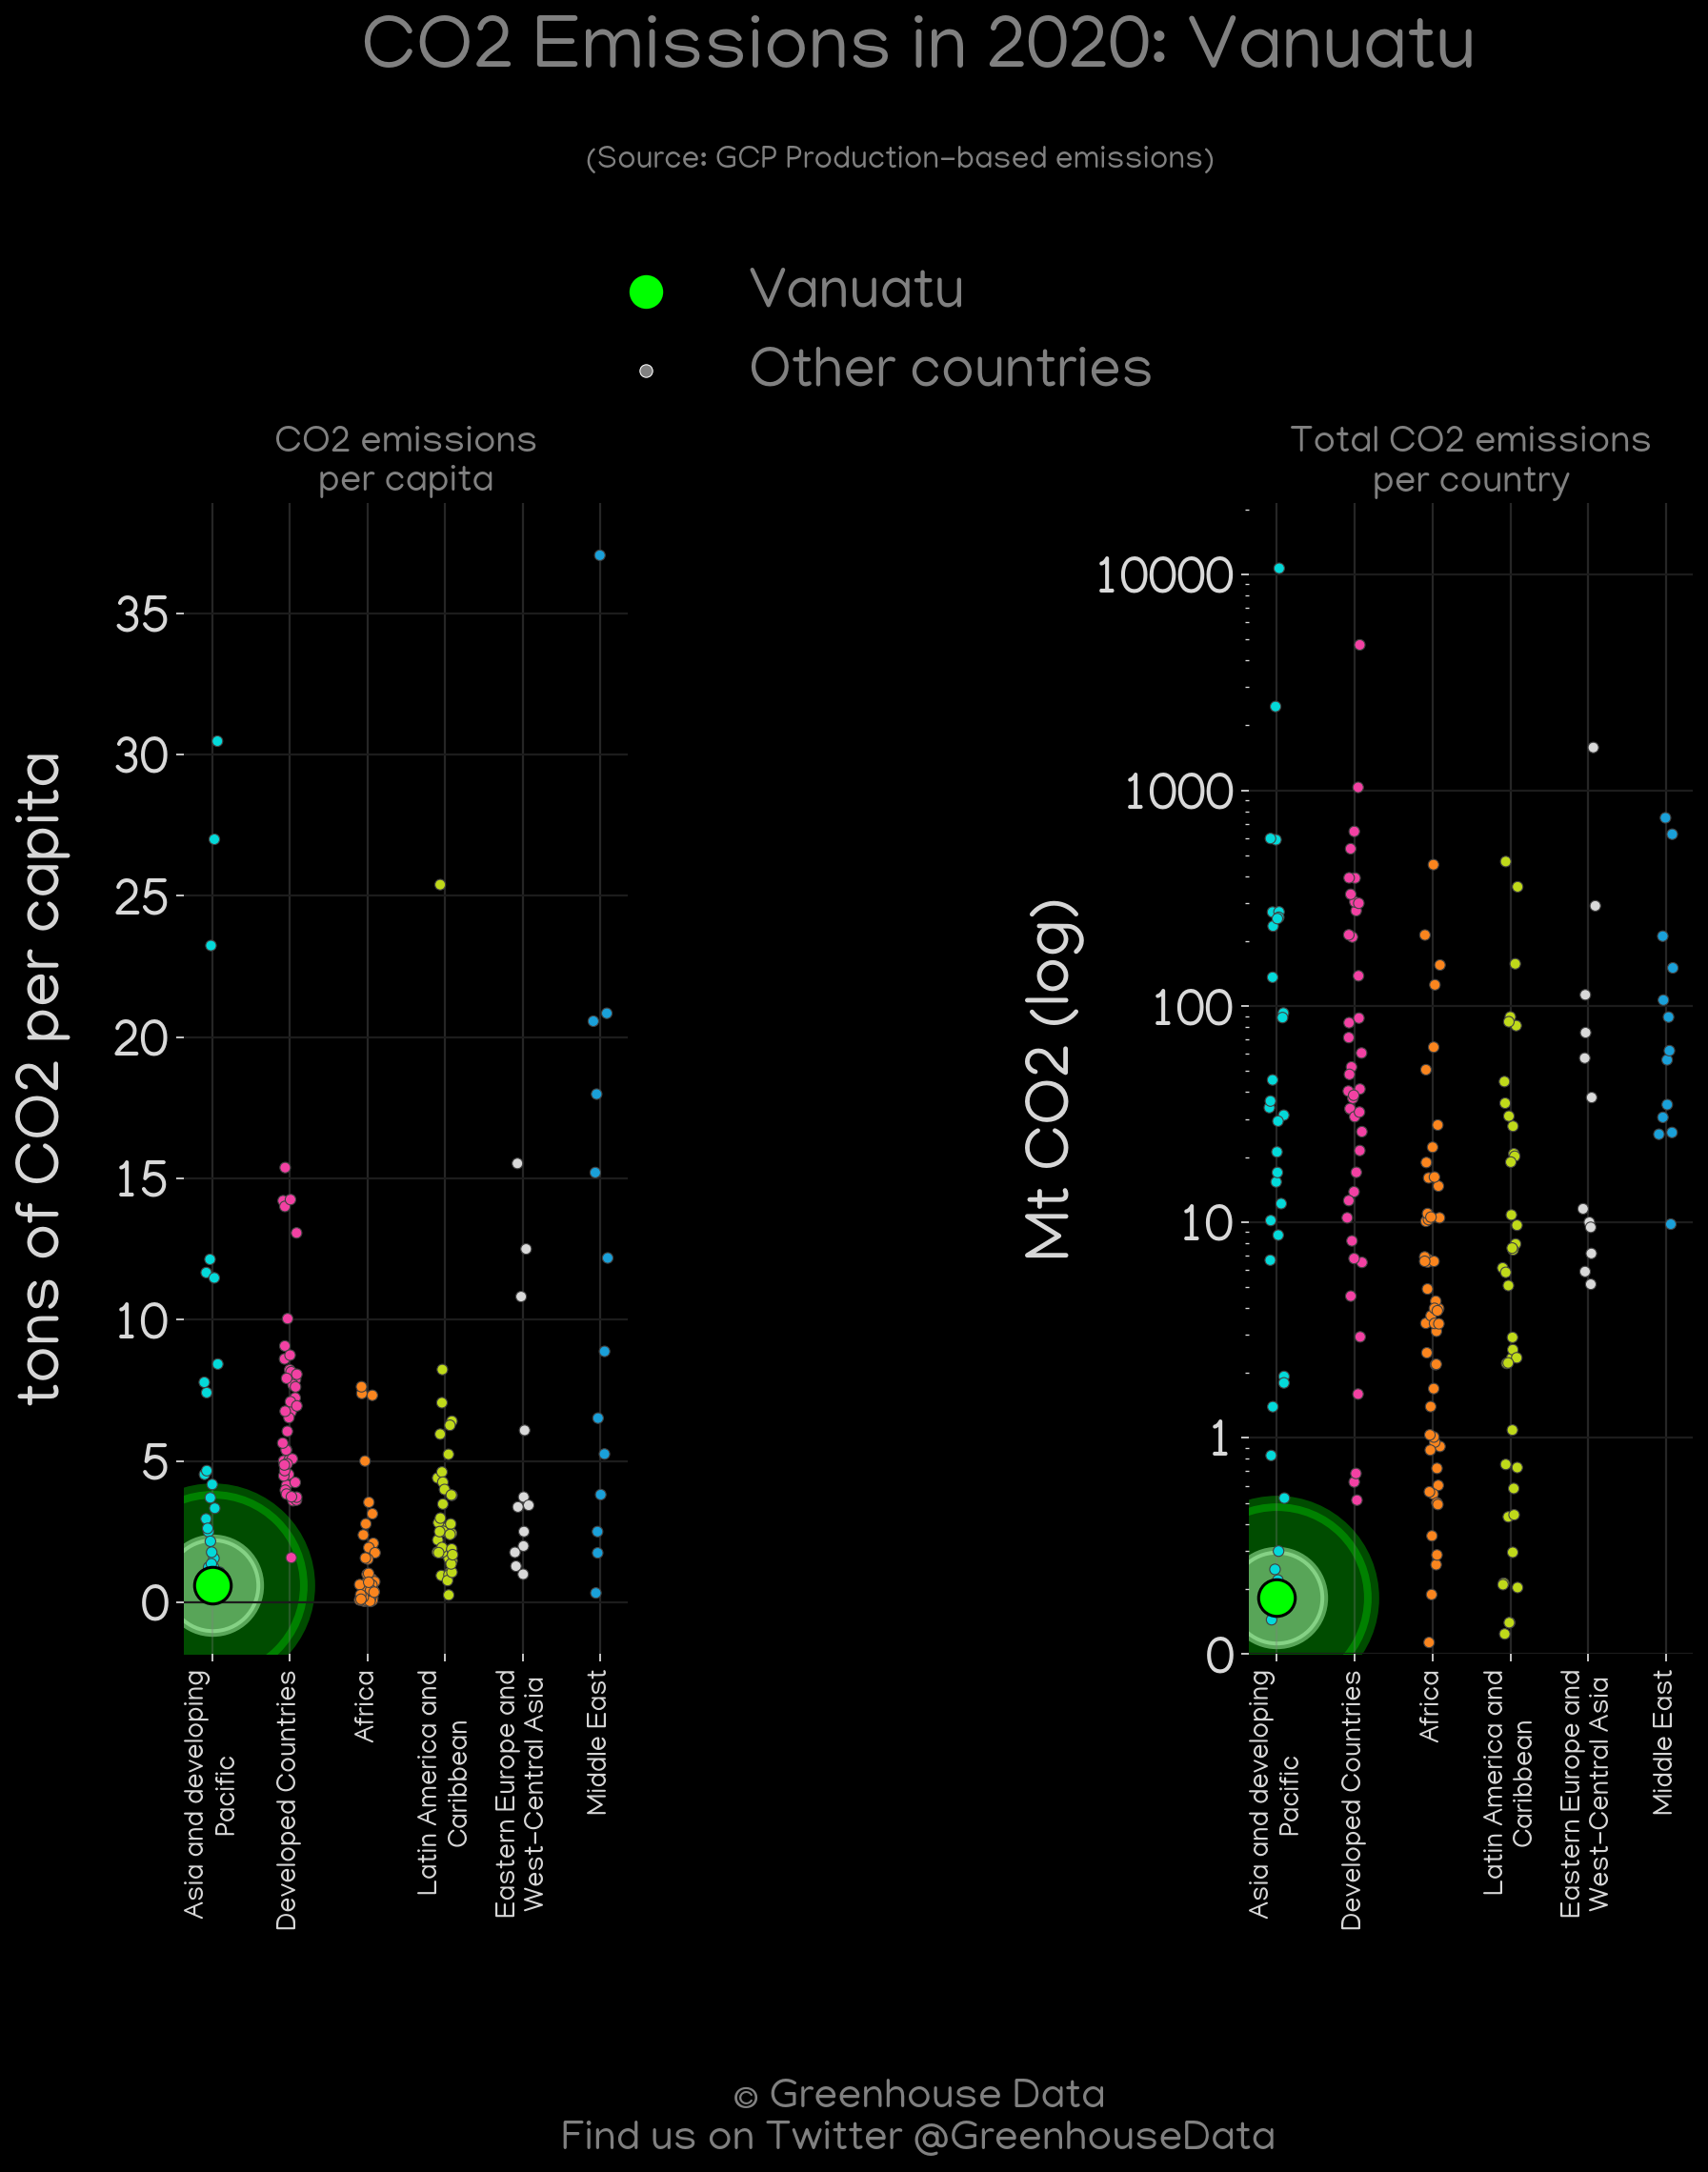 CO2 Emissions in 2020: Vanuatu
(Source: GCP Production-based emissions)
Vanuatu
Other countries
CO2 emissions
per capita
tons of CO2 per capita
35
30
25
20
15
10
5
0
Asia and developing
Pacific
Developed Countries
Africa
Latin America and
Caribbean
Eastern Europe and
West-Central Asia
Middle East
Total CO2 emissions
per country
Mt CO2 (log)
10000
1000
100
10
1
0
Asia and developing
Pacific
Developed Countries
Africa
Latin America and
Caribbean
Eastern Europe and
West-Central Asia
Middle East
© Greenhouse Data
Find us on Twitter @GreenhouseData